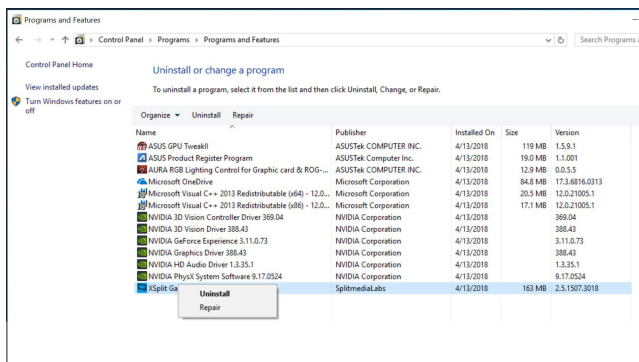 Programs and Features
Control Panel > Programs > Programs and Features
Search Programs
Control Panel Home
View installed updates
Turn Windows features on or
off
Uninstall or change a program
To uninstall a program, select it from the list and then click Uninstall, Change, or Repair.
Organize Uninstall Repair
Name Publisher Installed On Size Version
ASUS GPU TweakII ASUSTek COMPUTER INC. 4/13/2018 119 MB 1.5.9.1
ASUS Product Register Program ASUSTek Computer Inc. 4/13/2018 19.0 MB 1.1.001
AURA RGB Lighting Control for Graphic card & ROG-... ASUSTek COMPUTER INC. 4/13/2018 12.9 MB 0.0.5.5
Microsoft OneDrive Microsoft Corporation 4/13/2018 84.8 MB 17.3.6816.0313
Microsoft Visual C++ 2013 Redistributable (x64) - 12.0... Microsoft Corporation 4/13/2018 20.5 MB 12.0.21005.1
Microsoft Visual C++ 2013 Redistributable (x86) - 12.0... Microsoft Corporation 4/13/2018 17.1 MB 12.0.21005.1
NVIDIA 3D Vision Controller Driver 369.04 NVIDIA Corporation 4/13/2018 369.04
NVIDIA 3D Vision Driver 388.43 NVIDIA Corporation 4/13/2018 388.43
NVIDIA GeForce Experience 3.11.0.73 NVIDIA Corporation 4/13/2018 3.11.0.73
NVIDIA Graphics Driver 388.43 NVIDIA Corporation 4/13/2018 388.43
NVIDIA HD Audio Driver 1.3.35.1 NVIDIA Corporation 4/13/2018 1.3.35.1
NVIDIA PhysX System Software 9.17.0524 NVIDIA Corporation 4/13/2018 9.17.0524
XSplit Ga SplitmediaLabs 4/13/2018 163 MB 2.5.1507.3018
Uninstall
Repair